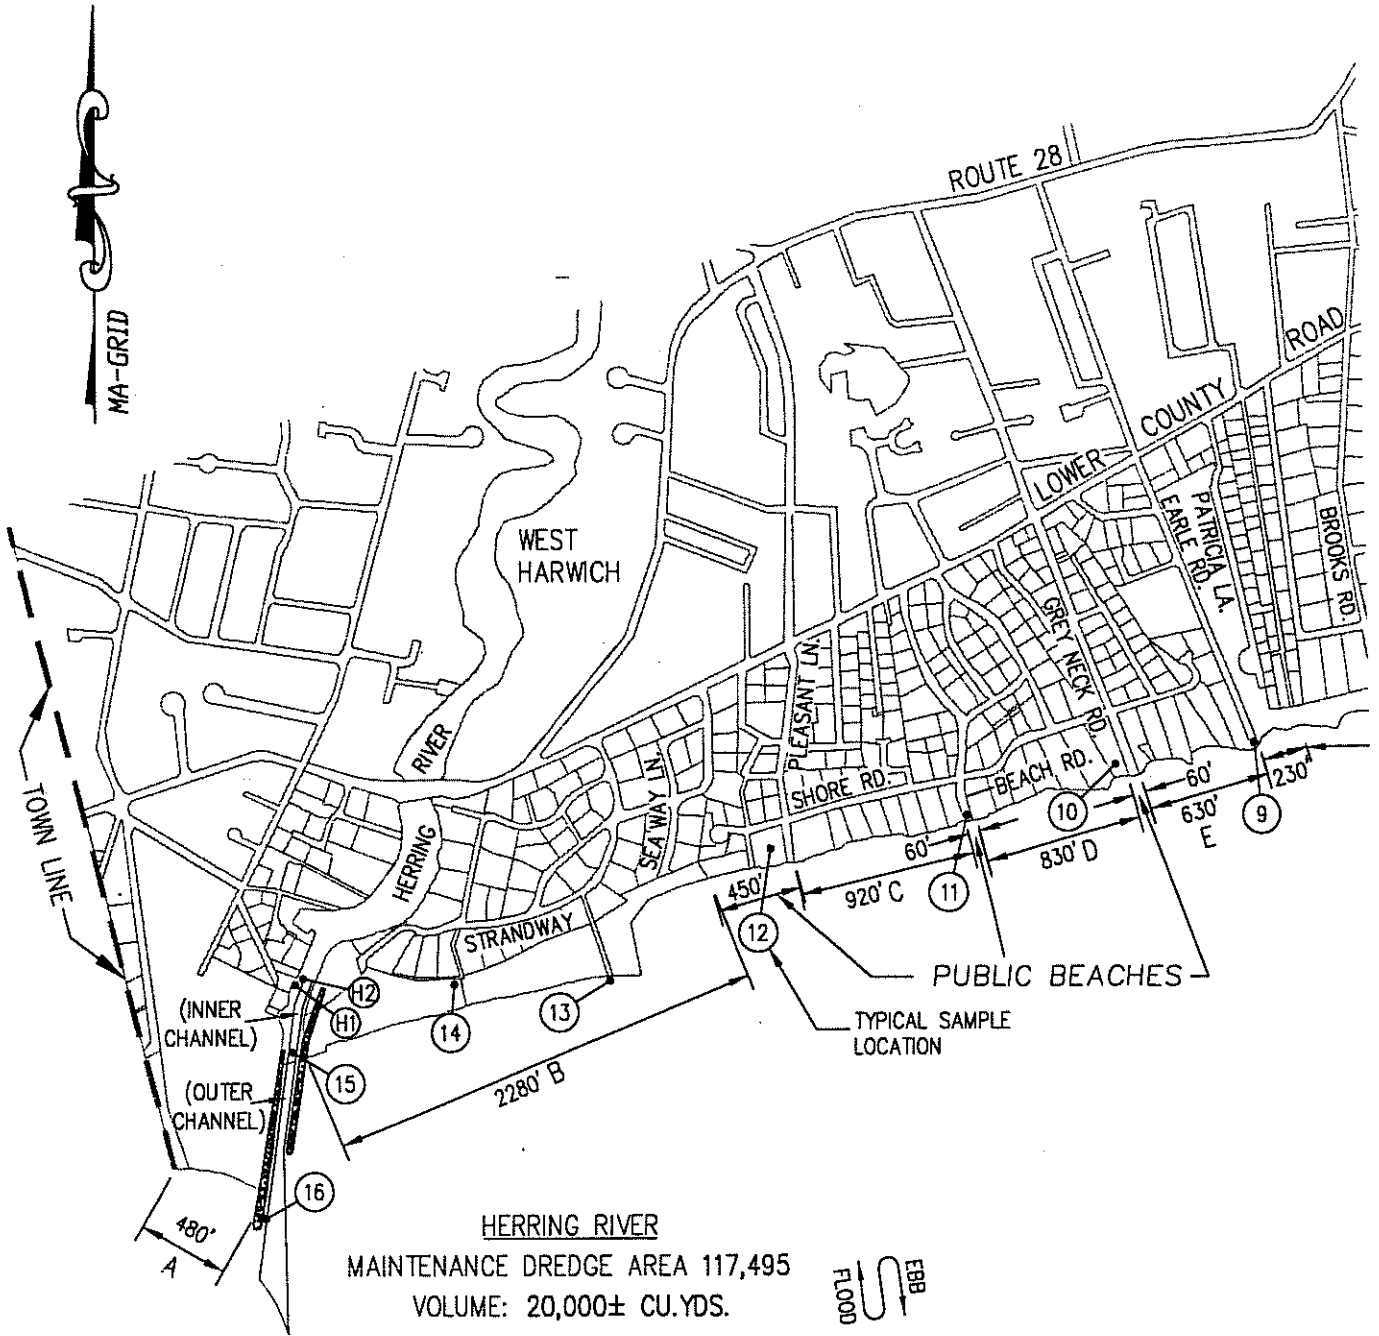 MA-GRID
ROUTE 28
ROAD
COUNTY
LOWER
WEST
HARWICH
PATRICIA LA.
EARLE RD.
BROOKS RD.
GREY NECK RD.
PLEASANT LN.
SEA WAY LN.
RIVER
HERRING
SHORE RD.
BEACH RD.
STRANDWAY
TOWN LINE
10
60'
230'
9
630'
E
60'
830' D
11
920' C
450'
12
PUBLIC BEACHES
TYPICAL SAMPLE
LOCATION
13
14
H2
H1
(INNER
CHANNEL)
15
(OUTER
CHANNEL)
2280' B
16
480'
A
HERRING RIVER
MAINTENANCE DREDGE AREA 117,495
VOLUME: 20,000± CU.YDS.
FLOOD
EBB